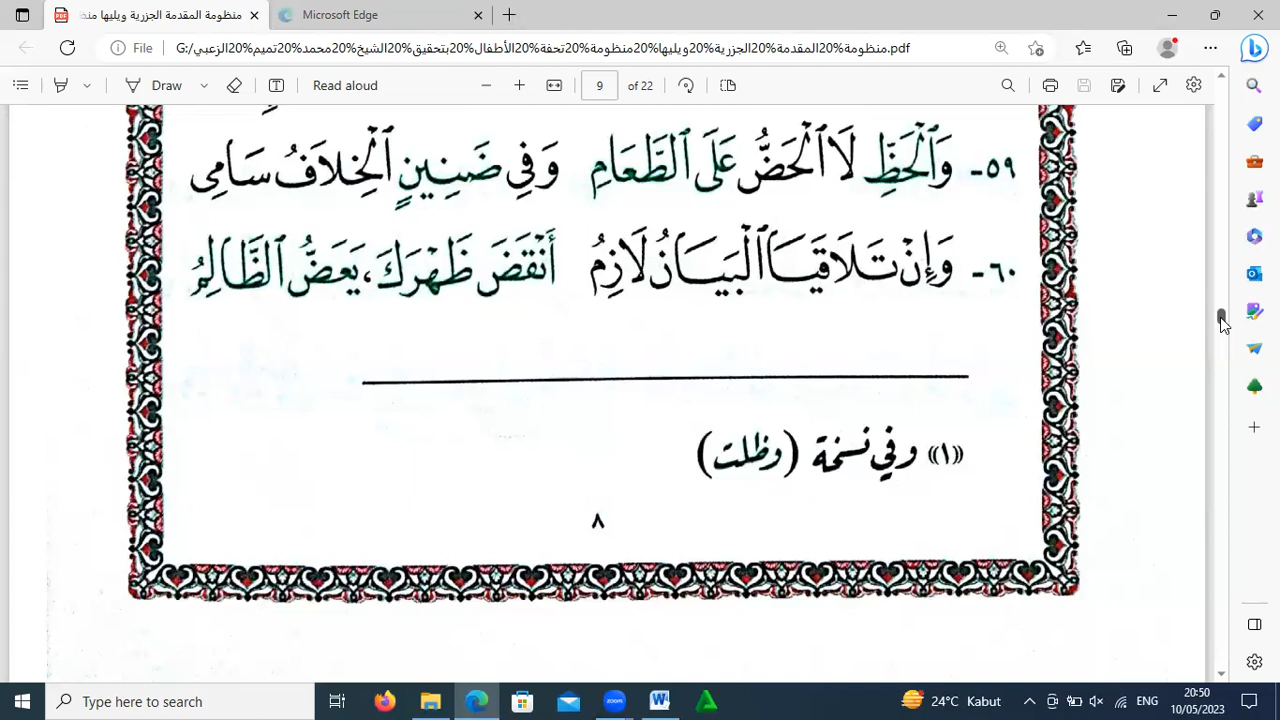 منظومة المقدمة الجزرية ويليها منظ
Microsoft Edge
File
G:/منظومة%20المقدمة%20الجزرية%20ويليها%20منظومة%20تحفة%20الأطفال%20بتحقيق%20الشيخ%20محمد%20تميم%20الزعبي.pdf
Draw
Read aloud
9 of 22
٥٩- وَٱلْحَظِّ لَا ٱلْحَضُّ عَلَى ٱلطَّعَامِ وَفِي ضَنِينٍ ٱلْخِلَافُ سَامِى
٦٠- وَإِنْ تَلَاقَيَا ٱلْبَيَانُ لَازِمُ أَنْقَضَ ظَهْرَكَ، يَعَضُّ ٱلظَّالِمُ
((١)) وفي نسخة (وظلت)
٨
Type here to search
zoom
24°C Kabut
ENG
20:50
10/05/2023